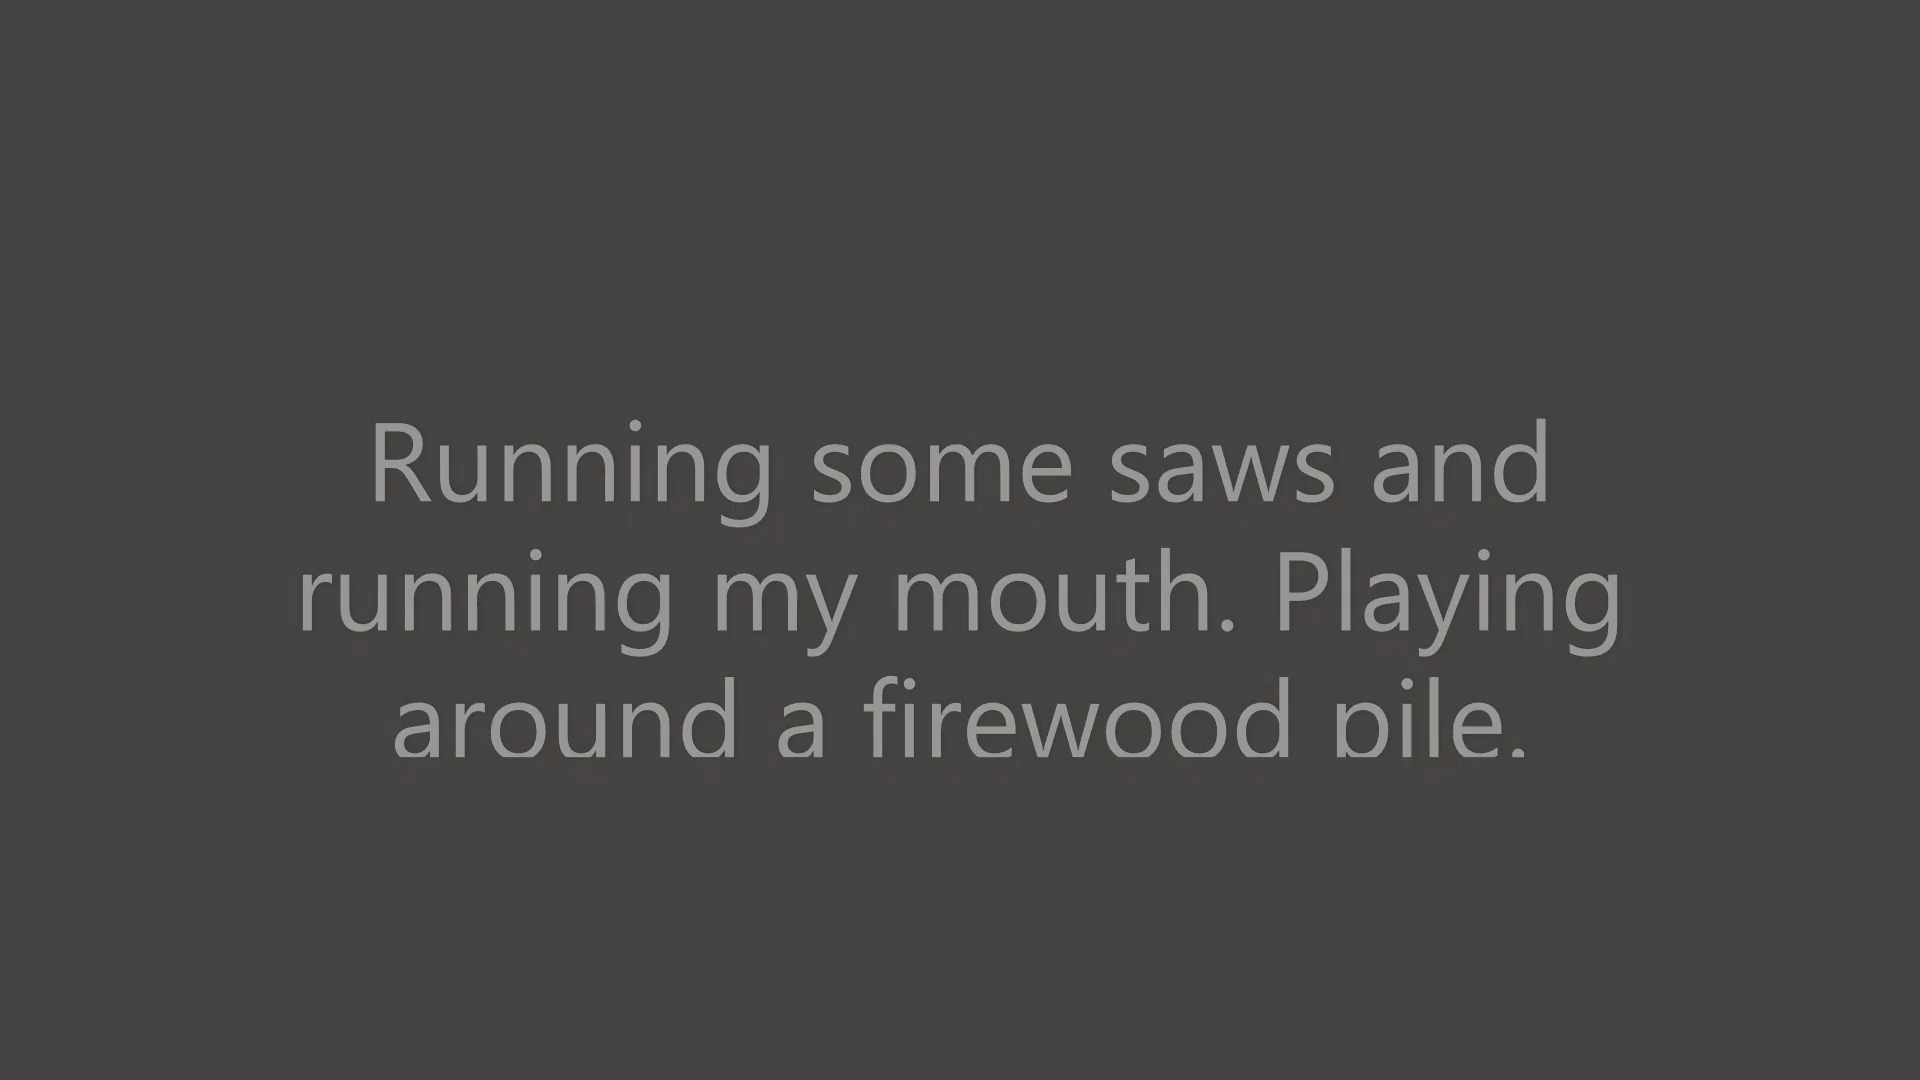 Running some saws and
running my mouth. Playing
around a firewood pile.